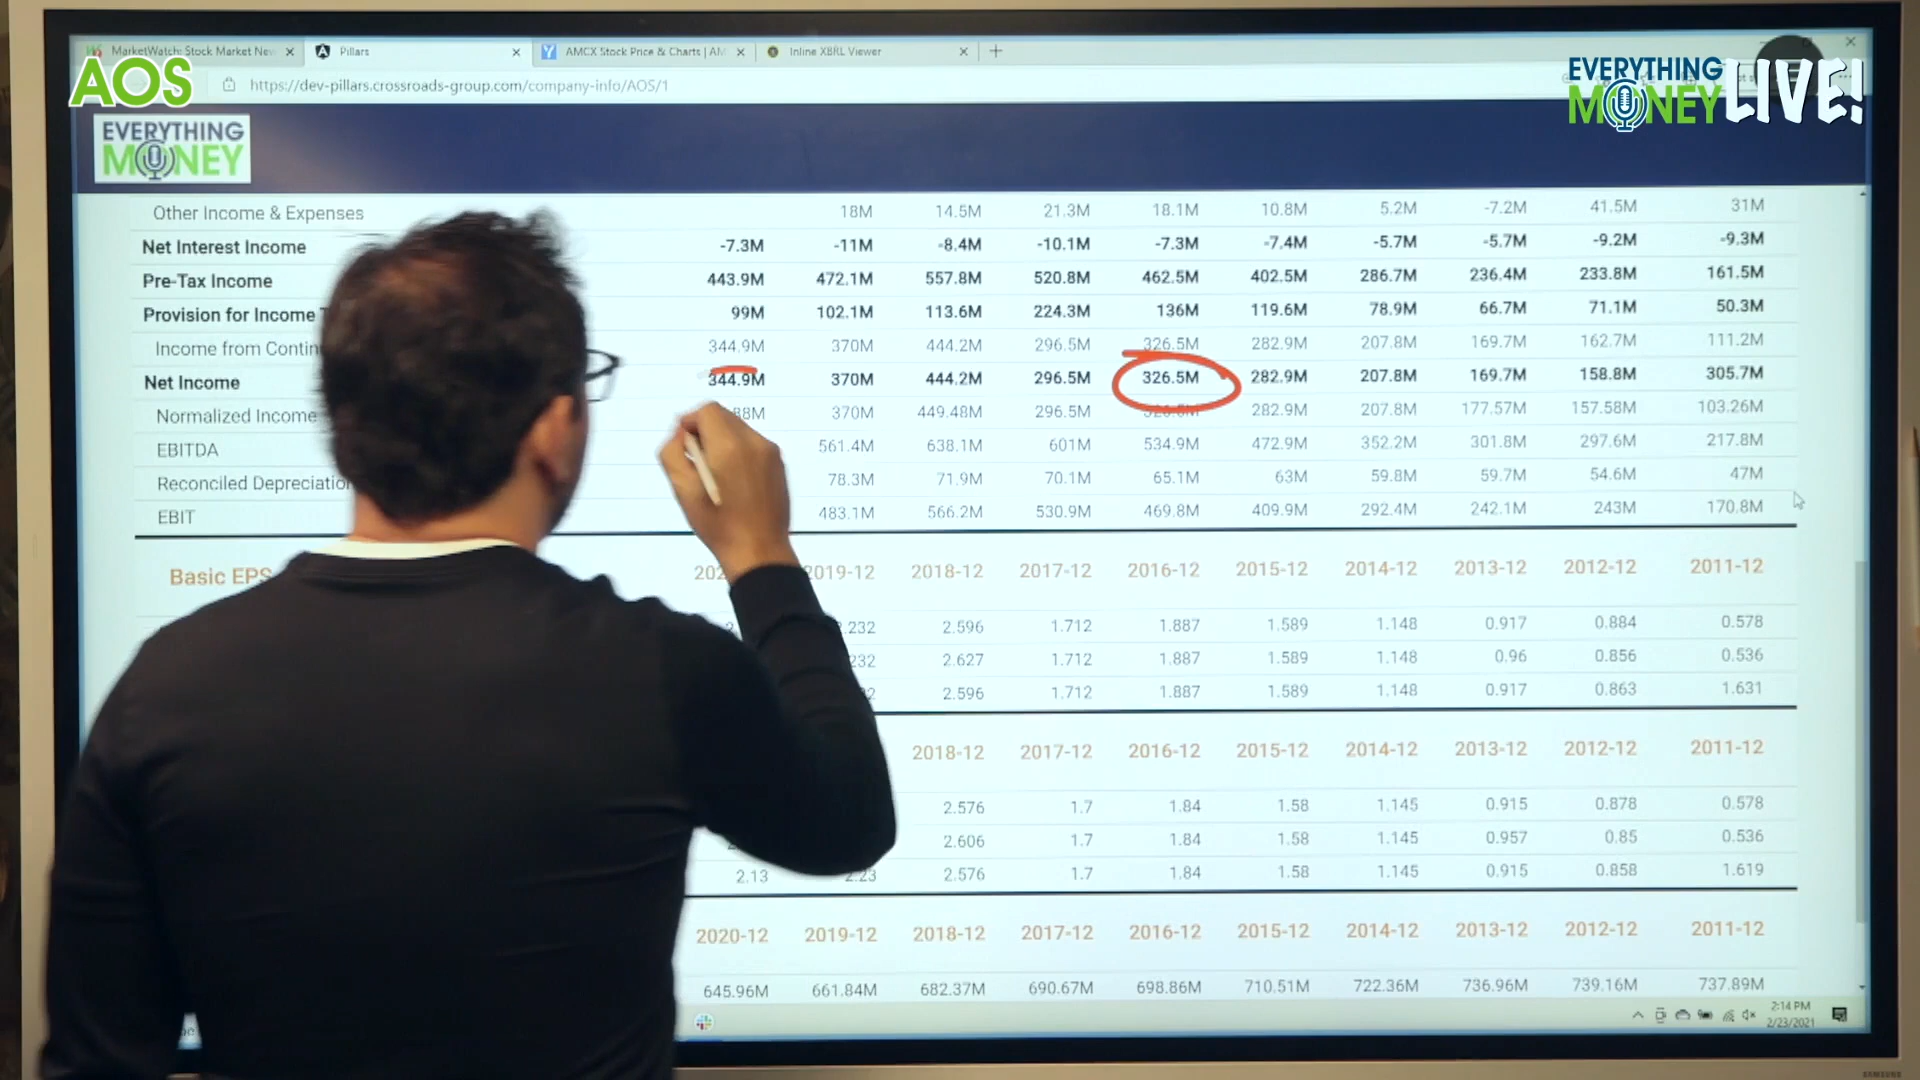 MarketWatch: Stock Market New
Pillars
AMCX Stock Price & Charts | AM
Inline XBRL Viewer
AOS
https://dev-pillars.crossroads-group.com/company-info/AOS/1
EVERYTHING
MONEY LIVE!
EVERYTHING
MONEY
Other Income & Expenses 18M 14.5M 21.3M 18.1M 10.8M 5.2M -7.2M 41.5M 31M
Net Interest Income -7.3M -11M -8.4M -10.1M -7.3M -7.4M -5.7M -5.7M -9.2M -9.3M
Pre-Tax Income 443.9M 472.1M 557.8M 520.8M 462.5M 402.5M 286.7M 236.4M 233.8M 161.5M
Provision for Income 99M 102.1M 113.6M 224.3M 136M 119.6M 78.9M 66.7M 71.1M 50.3M
Income from Contin 344.9M 370M 444.2M 296.5M 326.5M 282.9M 207.8M 169.7M 162.7M 111.2M
Net Income 344.9M 370M 444.2M 296.5M 326.5M 282.9M 207.8M 169.7M 158.8M 305.7M
Normalized Income 88M 370M 449.48M 296.5M 282.9M 207.8M 177.57M 157.58M 103.26M
EBITDA 561.4M 638.1M 601M 534.9M 472.9M 352.2M 301.8M 297.6M 217.8M
Reconciled Depreciation 78.3M 71.9M 70.1M 65.1M 63M 59.8M 59.7M 54.6M 47M
EBIT 483.1M 566.2M 530.9M 469.8M 409.9M 292.4M 242.1M 243M 170.8M
Basic EPS 202 2019-12 2018-12 2017-12 2016-12 2015-12 2014-12 2013-12 2012-12 2011-12
.232 2.596 1.712 1.887 1.589 1.148 0.917 0.884 0.578
232 2.627 1.712 1.887 1.589 1.148 0.96 0.856 0.536
2.596 1.712 1.887 1.589 1.148 0.917 0.863 1.631
2018-12 2017-12 2016-12 2015-12 2014-12 2013-12 2012-12 2011-12
2.576 1.7 1.84 1.58 1.145 0.915 0.878 0.578
2.606 1.7 1.84 1.58 1.145 0.957 0.85 0.536
2.13 2.23 2.576 1.7 1.84 1.58 1.145 0.915 0.858 1.619
2020-12 2019-12 2018-12 2017-12 2016-12 2015-12 2014-12 2013-12 2012-12 2011-12
645.96M 661.84M 682.37M 690.67M 698.86M 710.51M 722.36M 736.96M 739.16M 737.89M
2:14 PM
2/23/2021
SAMSUNG